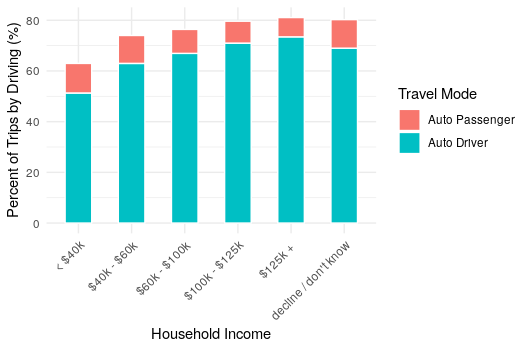 Percent of Trips by Driving (%)
80
60
40
20
0
< $40k
$40k - $60k
$60k - $100k
$100k - $125k
$125k +
decline / don't know
Household Income
Travel Mode
Auto Passenger
Auto Driver